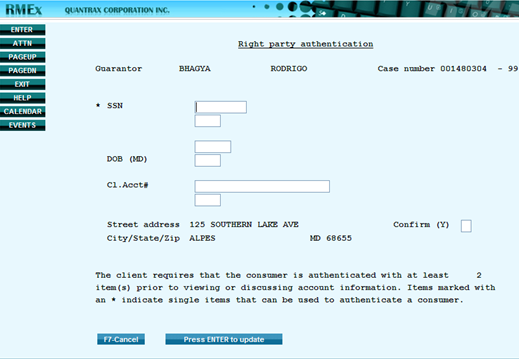 RMEx QUANTRAX CORPORATION INC.
ENTER
ATTN
PAGEUP
PAGEDN
EXIT
HELP
CALENDAR
EVENTS
Right party authentication
Guarantor BHAGYA RODRIGO Case number 001480304 - 99
* SSN
DOB (MD)
Cl.Acct#
Street address 125 SOUTHERN LAKE AVE Confirm (Y)
City/State/Zip ALPES MD 68655
The client requires that the consumer is authenticated with at least 2
item(s) prior to viewing or discussing account information. Items marked with
an * indicate single items that can be used to authenticate a consumer.
F7-Cancel Press ENTER to update